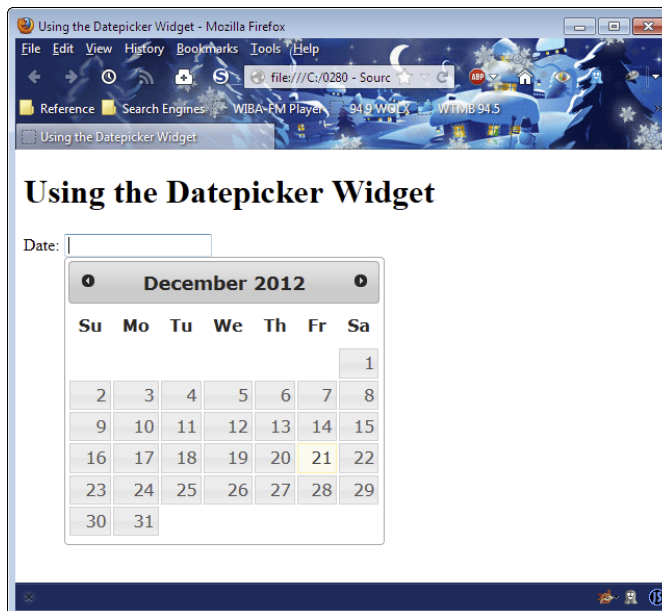 Using the Datepicker Widget - Mozilla Firefox
File Edit View History Bookmarks Tools Help
file:///C:/0280 - Sourc
Reference Search Engines WIBA-FM Player 94.9 WOLX WTMB 94.5
Using the Datepicker Widget
Using the Datepicker Widget
Date:
December 2012
Su Mo Tu We Th Fr Sa
1
2 3 4 5 6 7 8
9 10 11 12 13 14 15
16 17 18 19 20 21 22
23 24 25 26 27 28 29
30 31